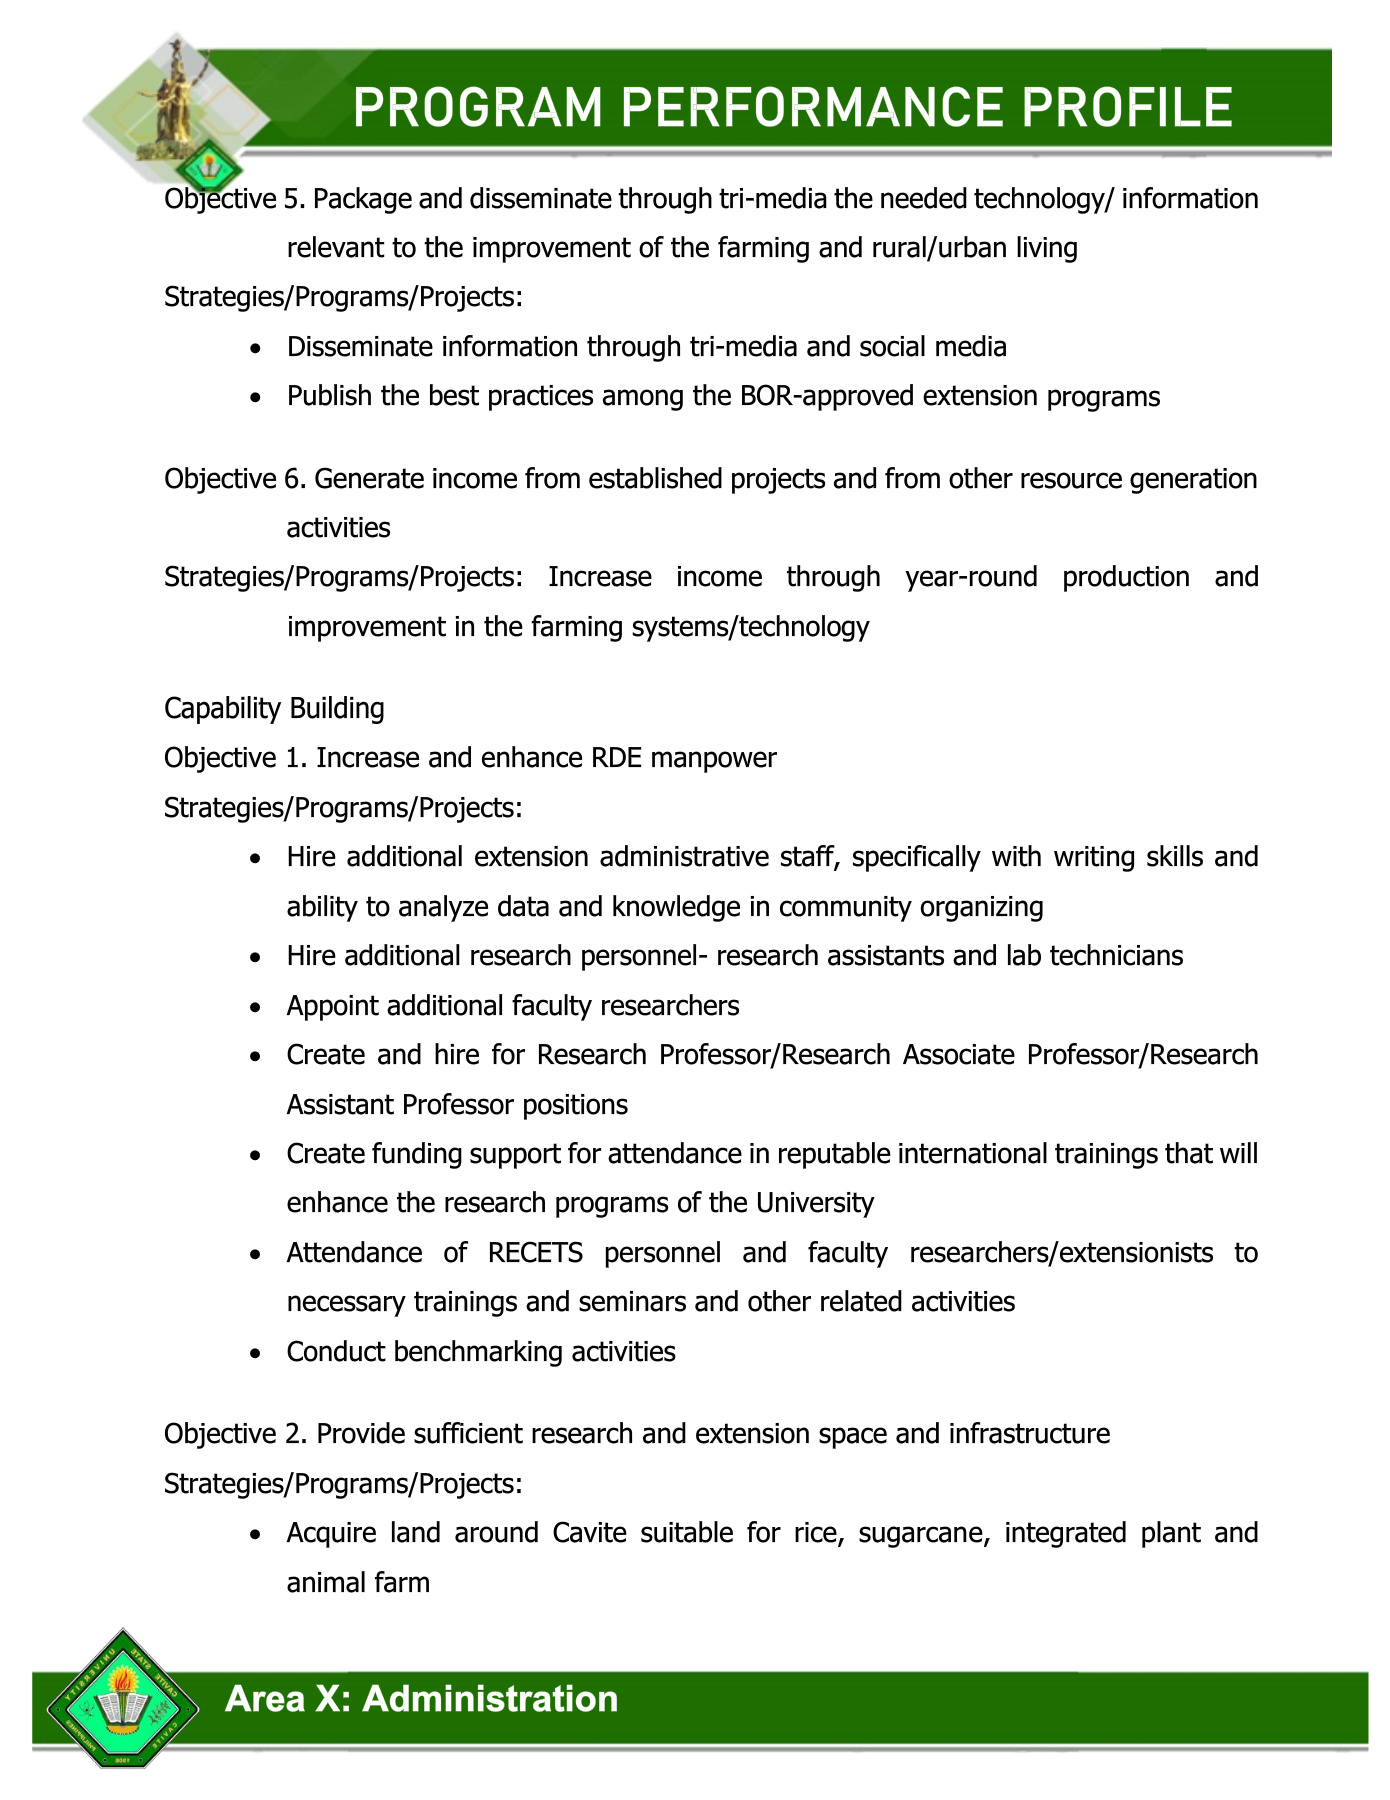 PROGRAM PERFORMANCE PROFILE
Objective 5. Package and disseminate through tri-media the needed technology/ information
relevant to the improvement of the farming and rural/urban living
Strategies/Programs/Projects:
• Disseminate information through tri-media and social media
• Publish the best practices among the BOR-approved extension programs
Objective 6. Generate income from established projects and from other resource generation
activities
Strategies/Programs/Projects: Increase income through year-round production and
improvement in the farming systems/technology
Capability Building
Objective 1. Increase and enhance RDE manpower
Strategies/Programs/Projects:
• Hire additional extension administrative staff, specifically with writing skills and
ability to analyze data and knowledge in community organizing
• Hire additional research personnel- research assistants and lab technicians
• Appoint additional faculty researchers
• Create and hire for Research Professor/Research Associate Professor/Research
Assistant Professor positions
• Create funding support for attendance in reputable international trainings that will
enhance the research programs of the University
• Attendance of RECETS personnel and faculty researchers/extensionists to
necessary trainings and seminars and other related activities
• Conduct benchmarking activities
Objective 2. Provide sufficient research and extension space and infrastructure
Strategies/Programs/Projects:
• Acquire land around Cavite suitable for rice, sugarcane, integrated plant and
animal farm
CAVITE STATE UNIVERSITY
CAVITE
PHILIPPINES
1906
Area X: Administration